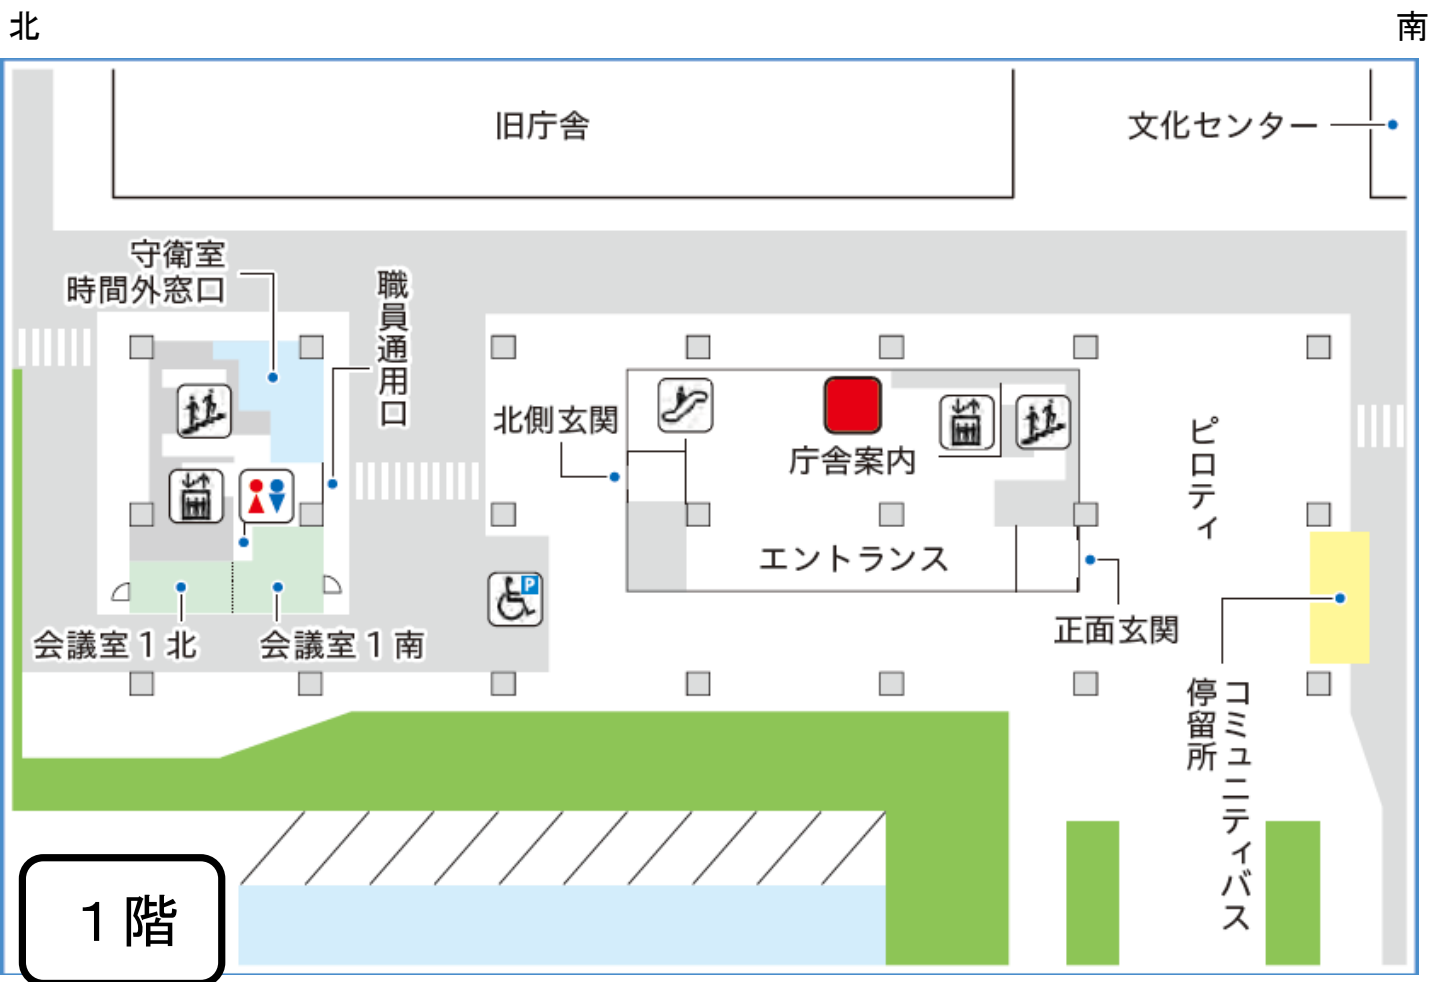 北
南
旧庁舎
文化センター
守衛室
時間外窓口
職員通用口
北側玄関
庁舎案内
エントランス
ピロティ
正面玄関
P
会議室1北
会議室1南
コミュニティバス
停留所
1階